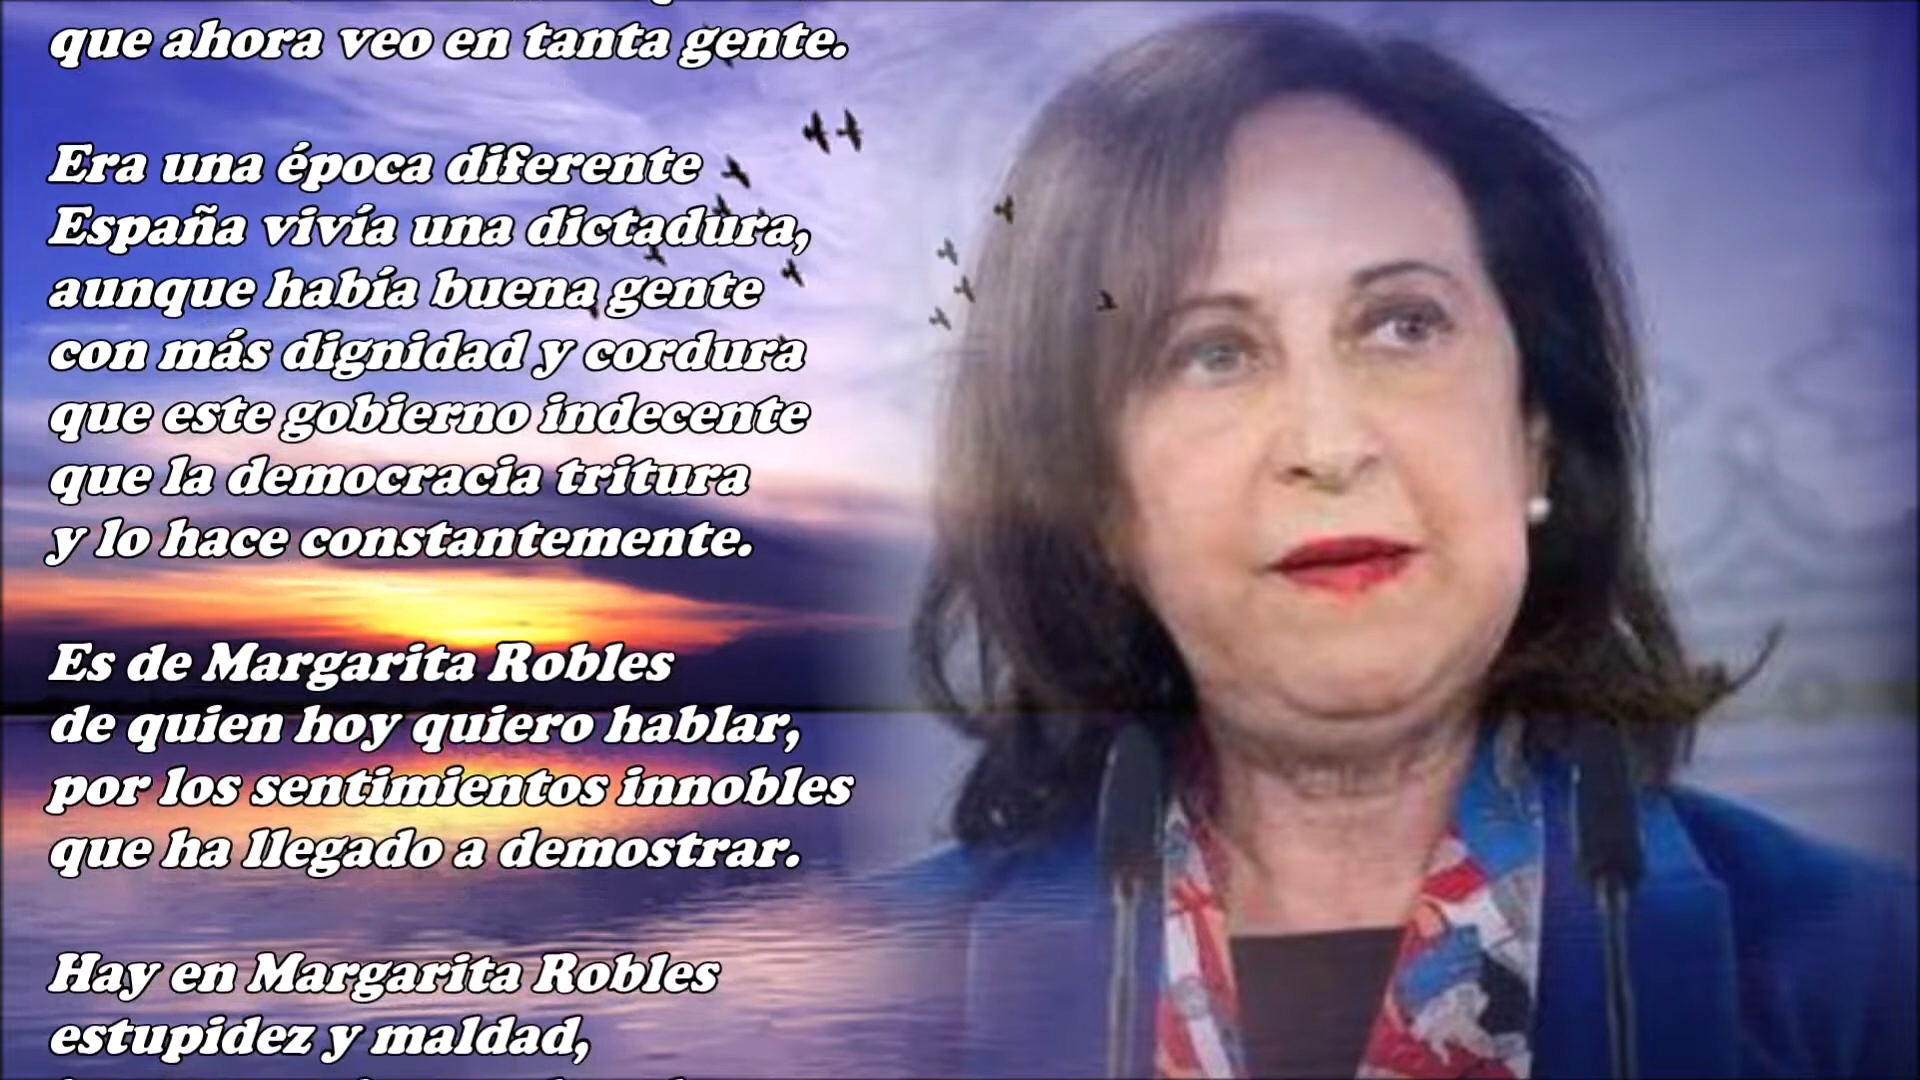 que ahora veo en tanta gente.
Era una época diferente
España vivía una dictadura,
aunque había buena gente
con más dignidad y cordura
que este gobierno indecente
que la democracia tritura
y lo hace constantemente.
Es de Margarita Robles
de quien hoy quiero hablar,
por los sentimientos innobles
que ha llegado a demostrar.
Hay en Margarita Robles
estupidez y maldad,